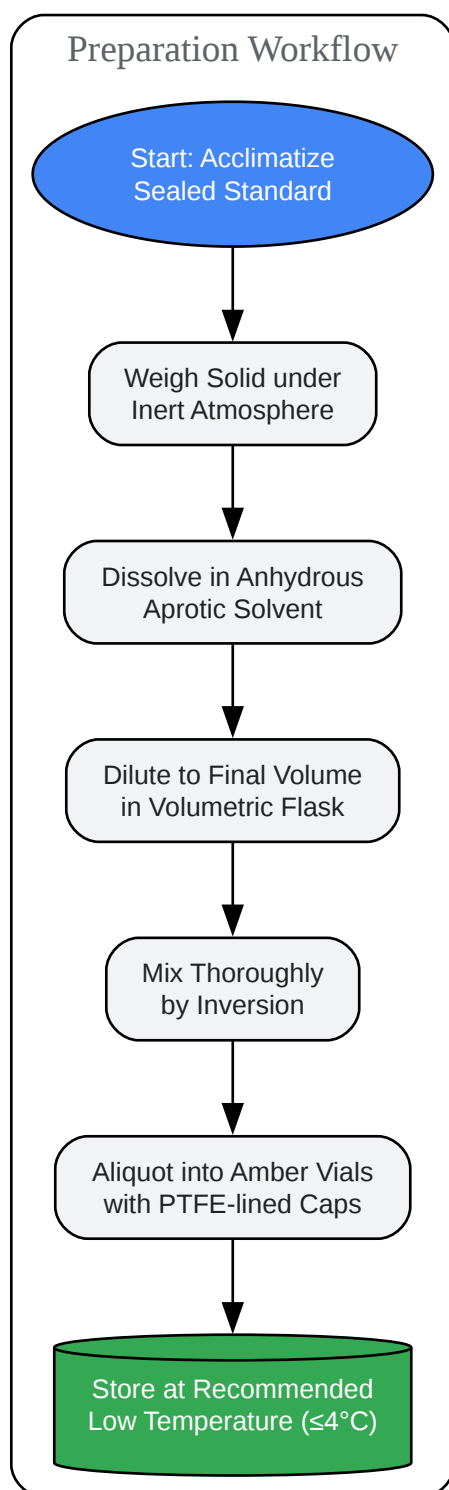 Preparation Workflow
Start: Acclimatize
Sealed Standard
Weigh Solid under
Inert Atmosphere
Dissolve in Anhydrous
Aprotic Solvent
Dilute to Final Volume
in Volumetric Flask
Mix Thoroughly
by Inversion
Aliquot into Amber Vials
with PTFE-lined Caps
Store at Recommended
Low Temperature (≤4°C)